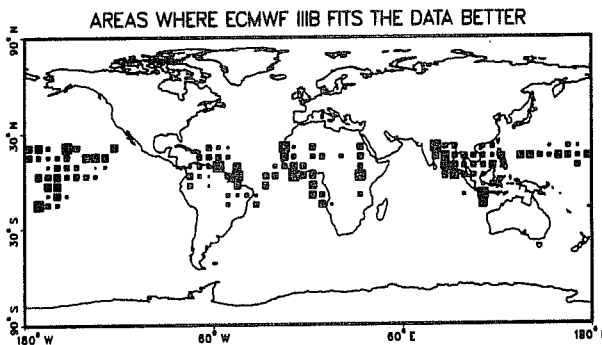 AREAS WHERE ECMWF IIIB FITS THE DATA BETTER
90° N
30° N
30° S
90° S
180° W
60° W
60° E
180°